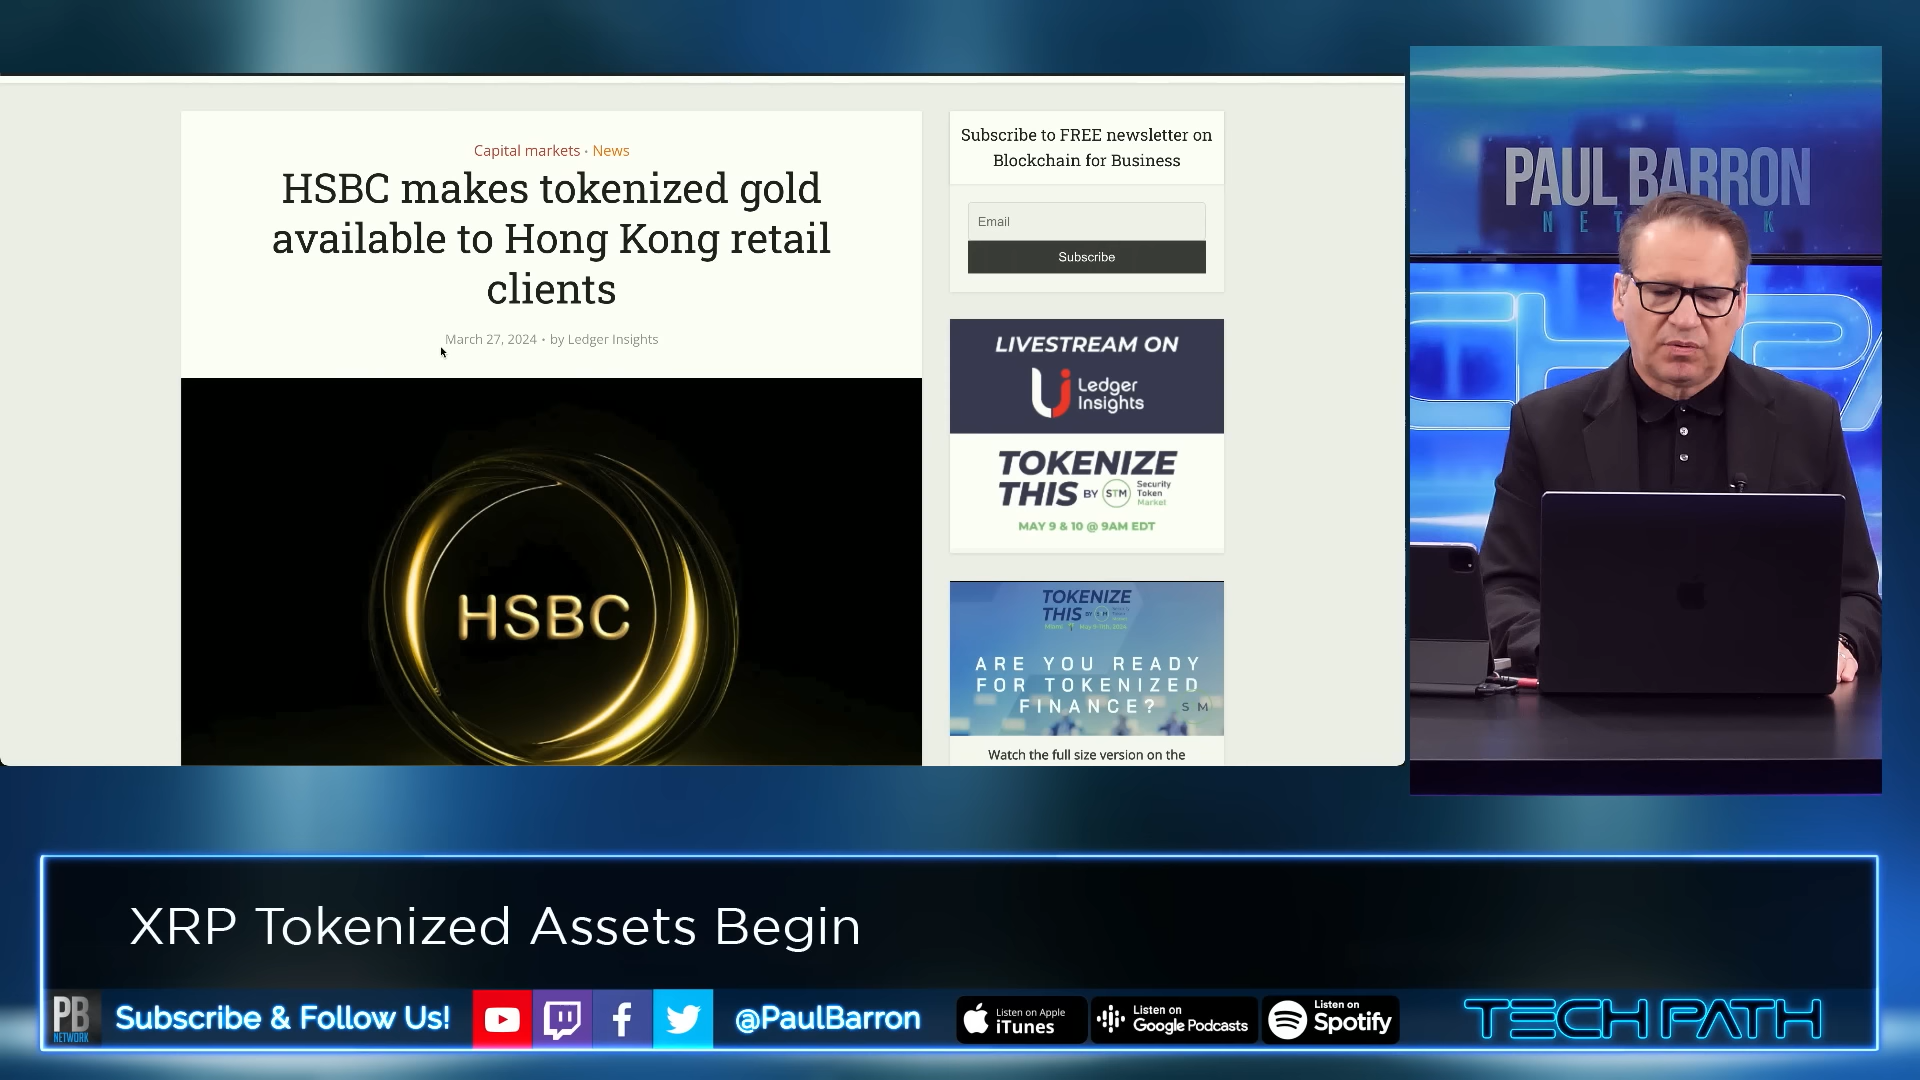 Capital markets • News
HSBC makes tokenized gold
available to Hong Kong retail
clients
March 27, 2024 • by Ledger Insights
HSBC
Subscribe to FREE newsletter on
Blockchain for Business
Email
Subscribe
LIVESTREAM ON
Ledger
Insights
TOKENIZE
THIS BY STM Security
Token
Market
MAY 9 & 10 @ 9AM EDT
TOKENIZE
THIS
ARE YOU READY
FOR TOKENIZED
FINANCE?
Watch the full size version on the
PAUL BARRON
XRP Tokenized Assets Begin
PB
NETWORK
Subscribe & Follow Us!
@PaulBarron
Listen on Apple
iTunes
Listen on
Google Podcasts
Listen on
Spotify
TECH PATH